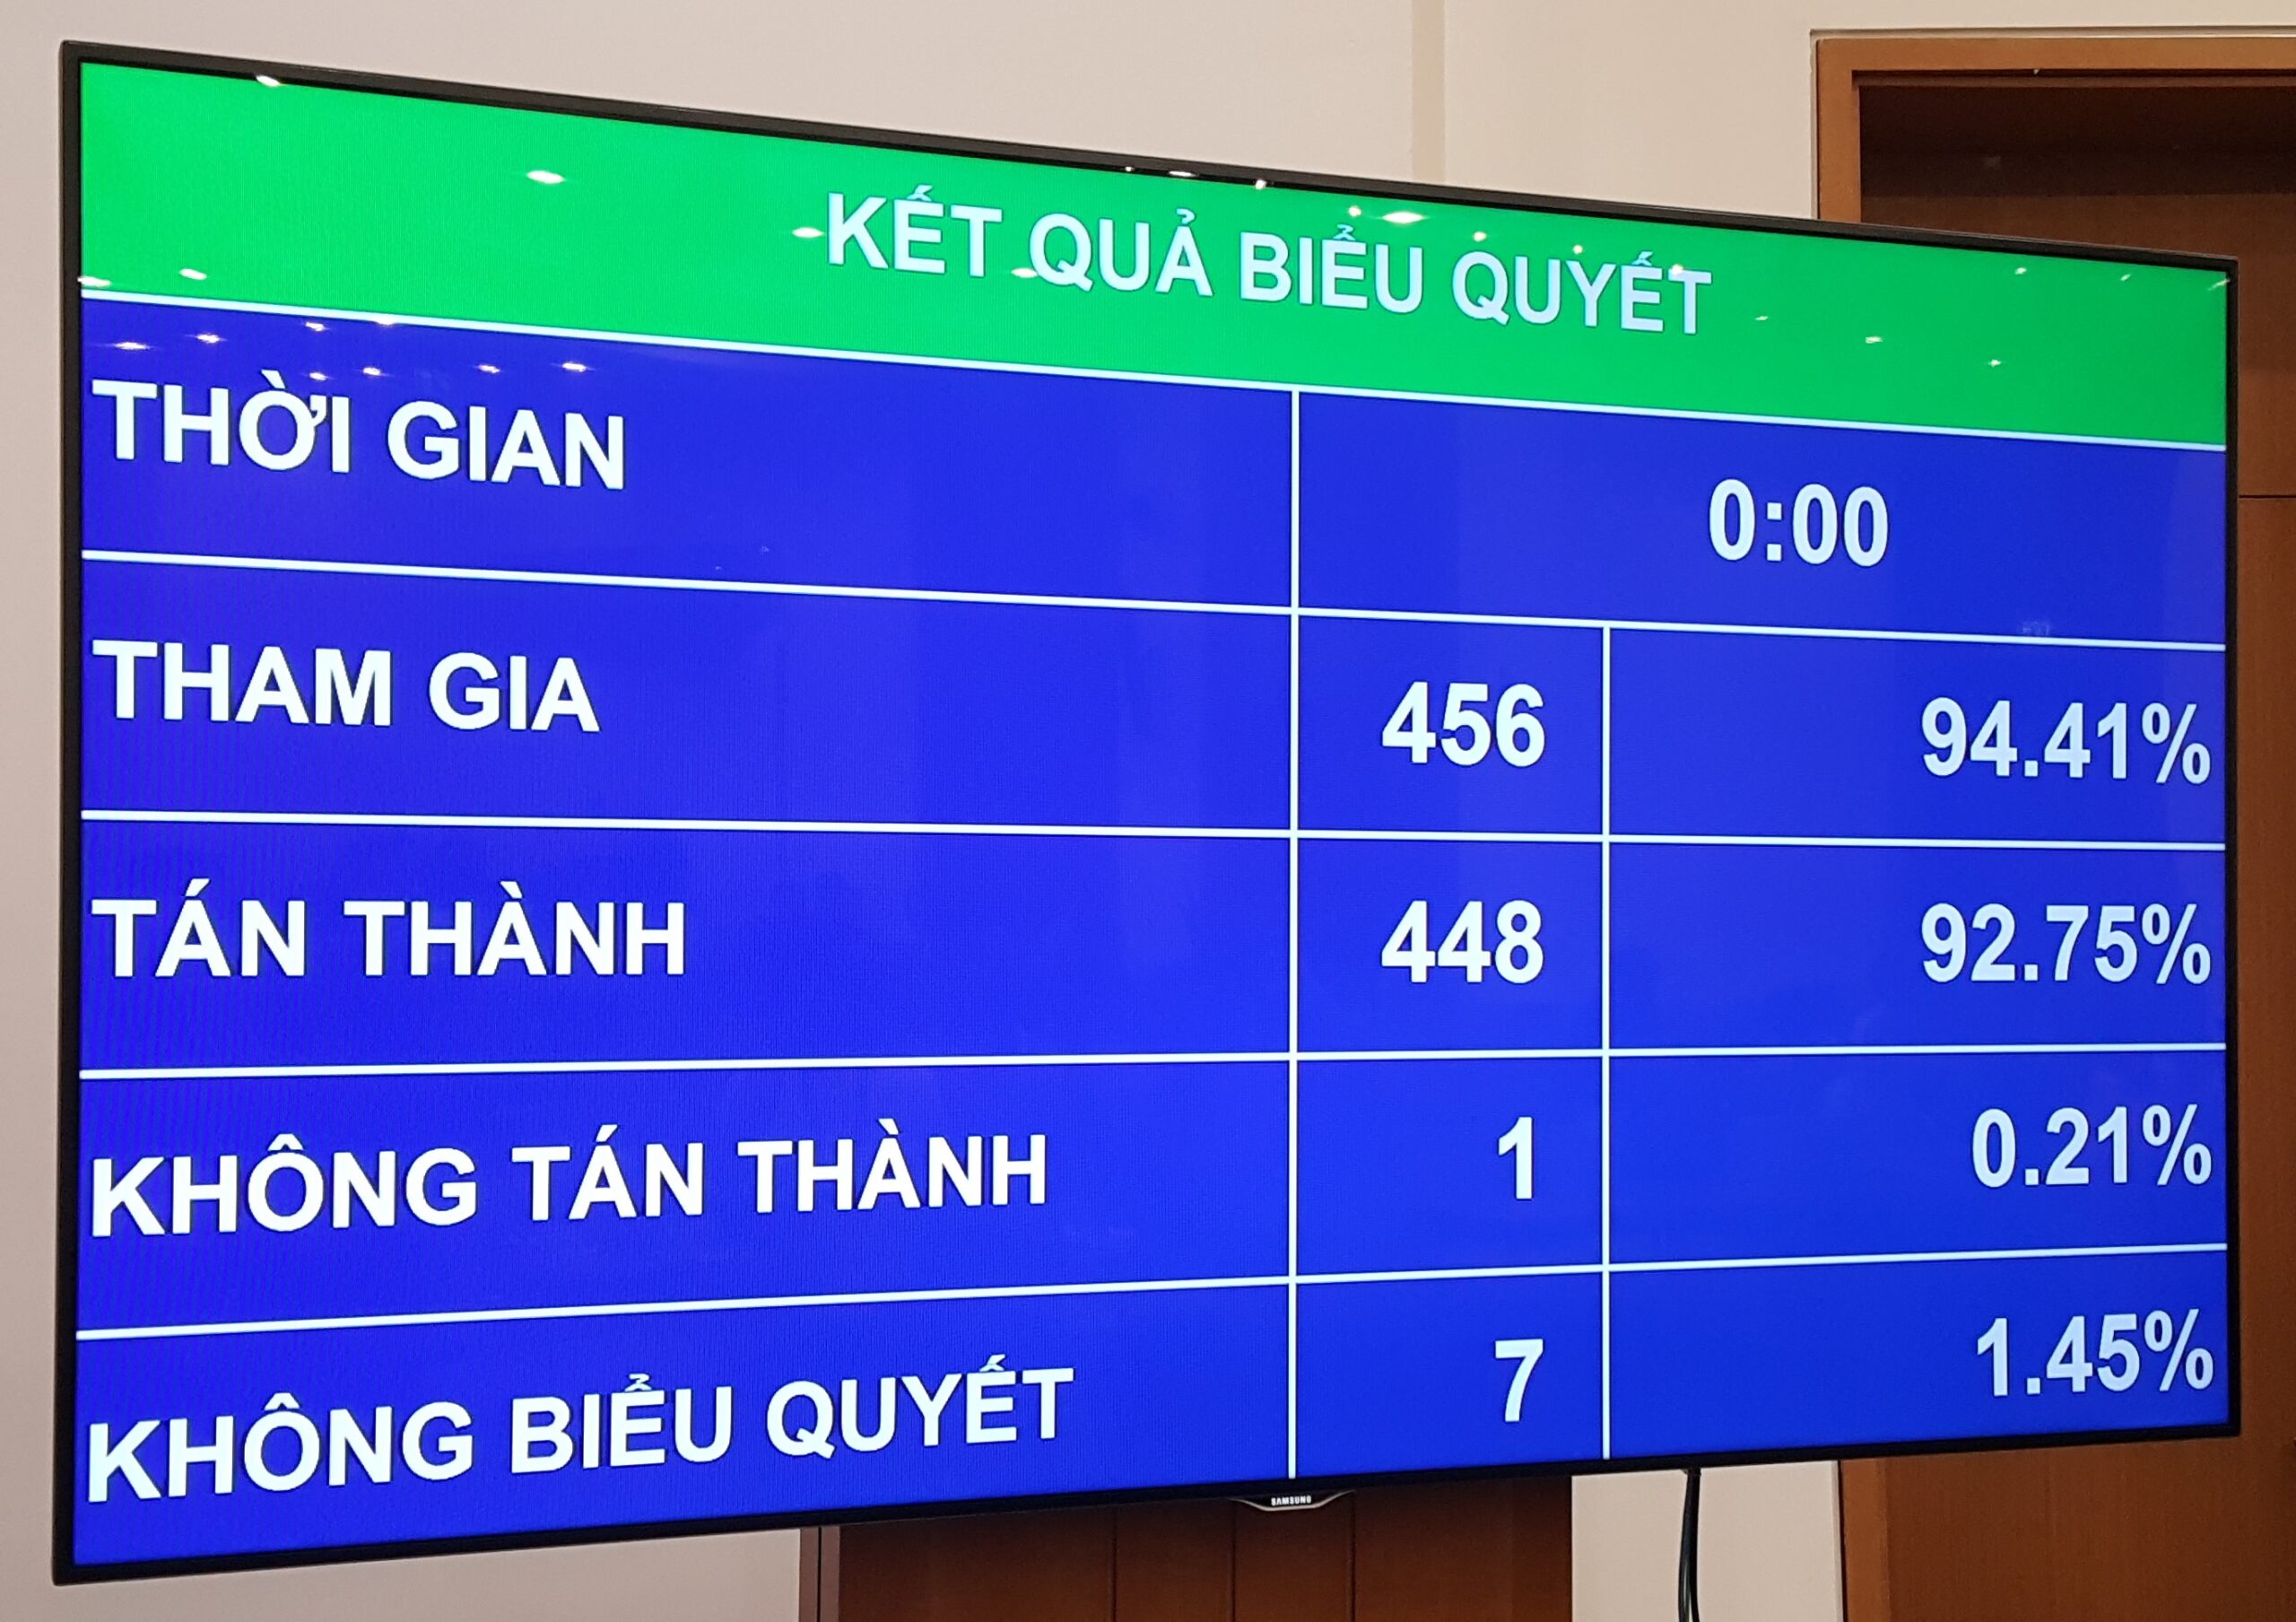 KẾT QUẢ BIỂU QUYẾT
THỜI GIAN 0:00
THAM GIA 456 94.41%
TÁN THÀNH 448 92.75%
KHÔNG TÁN THÀNH 1 0.21%
KHÔNG BIỂU QUYẾT 7 1.45%
SAMSUNG